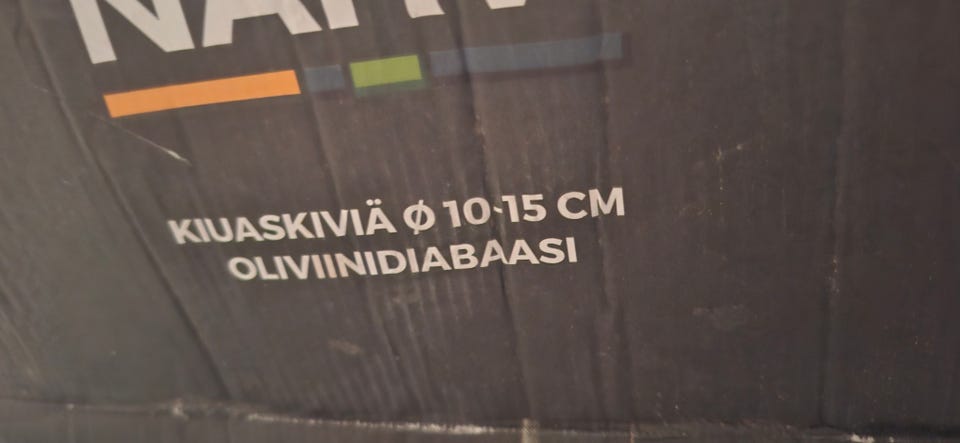 KIUASKIVIÄ Ø 10-15 CM
OLIVIINIDIABAASI